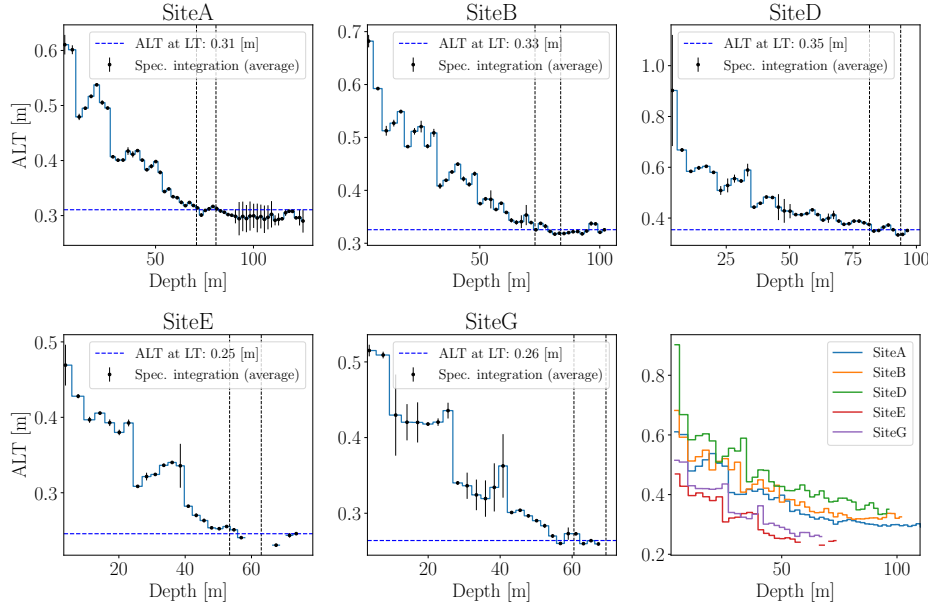 SiteA
SiteB
SiteD
ALT at LT: 0.31 [m]
Spec. integration (average)
ALT at LT: 0.33 [m]
Spec. integration (average)
ALT at LT: 0.35 [m]
Spec. integration (average)
ALT [m]
0.6
0.5
0.4
0.3
0.7
0.6
0.5
0.4
0.3
1.0
0.8
0.6
0.4
0 50 100
0 50 100
25 50 75 100
Depth [m]
Depth [m]
Depth [m]
SiteE
SiteG
ALT at LT: 0.25 [m]
Spec. integration (average)
ALT at LT: 0.26 [m]
Spec. integration (average)
SiteA
SiteB
SiteD
SiteE
SiteG
ALT [m]
0.5
0.4
0.3
0.5
0.4
0.3
0.8
0.6
0.4
0.2
20 40 60
20 40 60
0 50 100
Depth [m]
Depth [m]
Depth [m]